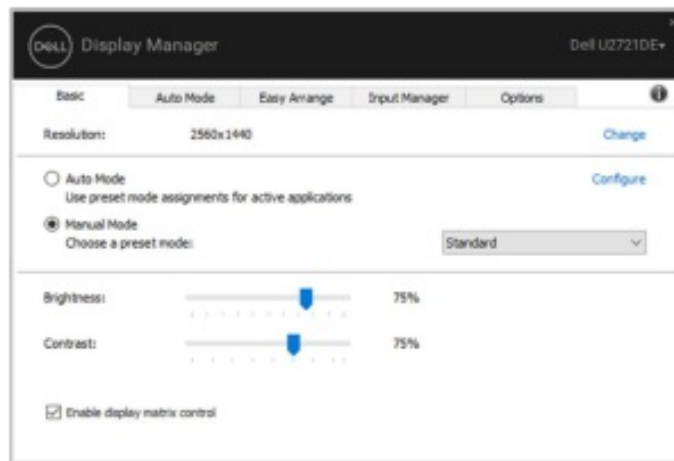 DELL Display Manager Dell U2721DE
Basic Auto Mode Easy Arrange Input Manager Options
Resolution: 2560x1440 Change
Auto Mode Configure
Use preset mode assignments for active applications
Manual Mode
Choose a preset mode: Standard
Brightness: 75%
Contrast: 75%
Enable display matrix control